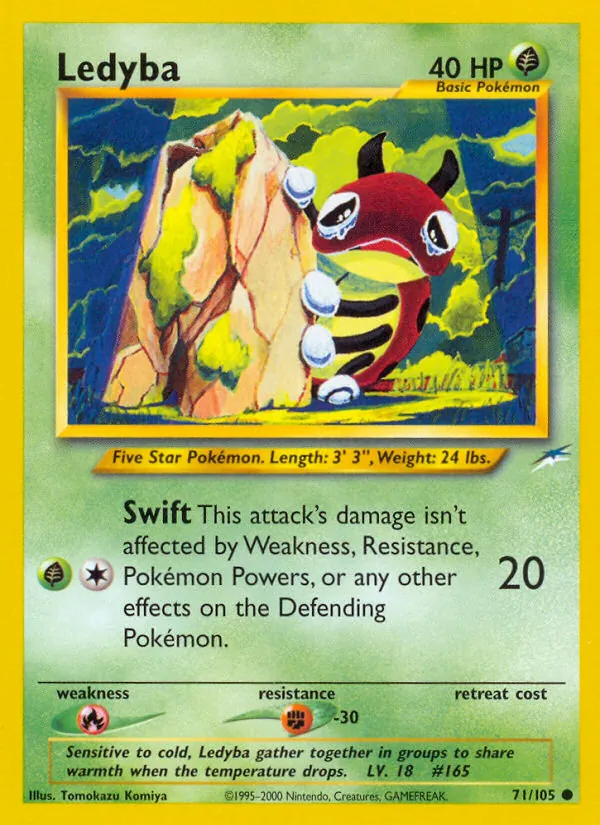 Ledyba
40 HP
Basic Pokémon
Five Star Pokémon. Length: 3' 3", Weight: 24 lbs.
Swift This attack's damage isn't
affected by Weakness, Resistance,
Pokémon Powers, or any other
effects on the Defending
Pokémon.
20
weakness
resistance
retreat cost
-30
Sensitive to cold, Ledyba gather together in groups to share
warmth when the temperature drops. LV. 18 #165
Illus. Tomokazu Komiya
©1995-2000 Nintendo, Creatures, GAMEFREAK.
71/105